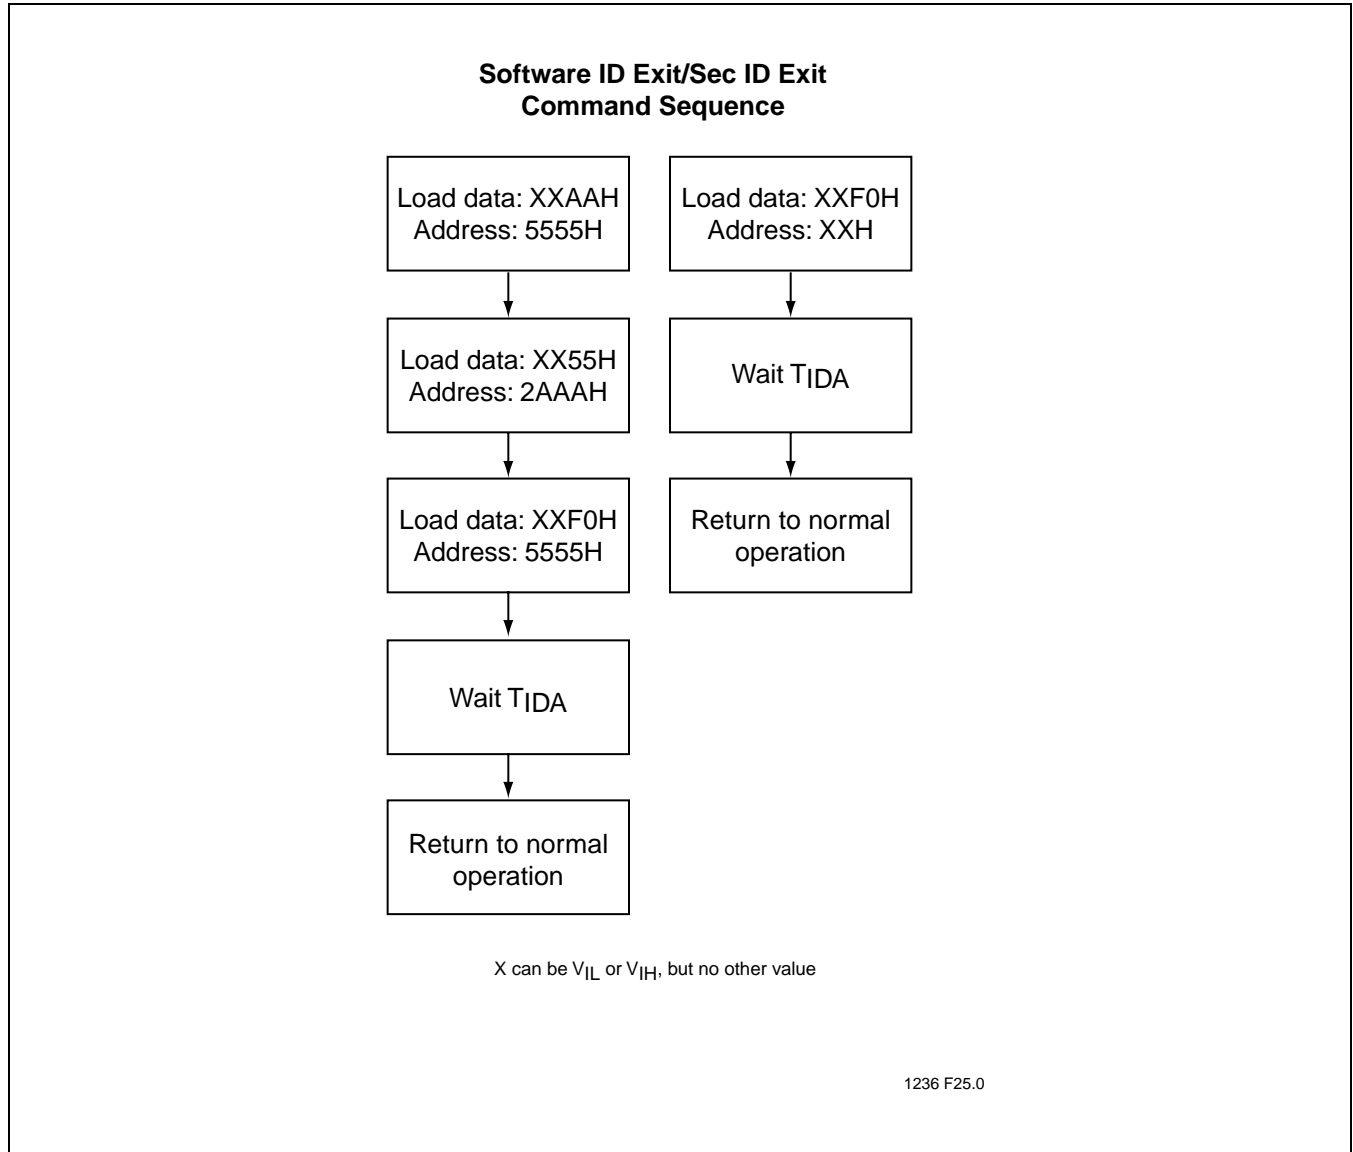 Software ID Exit/Sec ID Exit
Command Sequence
Load data: XXAAH
Address: 5555H
Load data: XX55H
Address: 2AAAH
Load data: XXF0H
Address: 5555H
Wait TIDA
Return to normal
operation
Load data: XXF0H
Address: XXH
Wait TIDA
Return to normal
operation
X can be VIL or VIH, but no other value
1236 F25.0